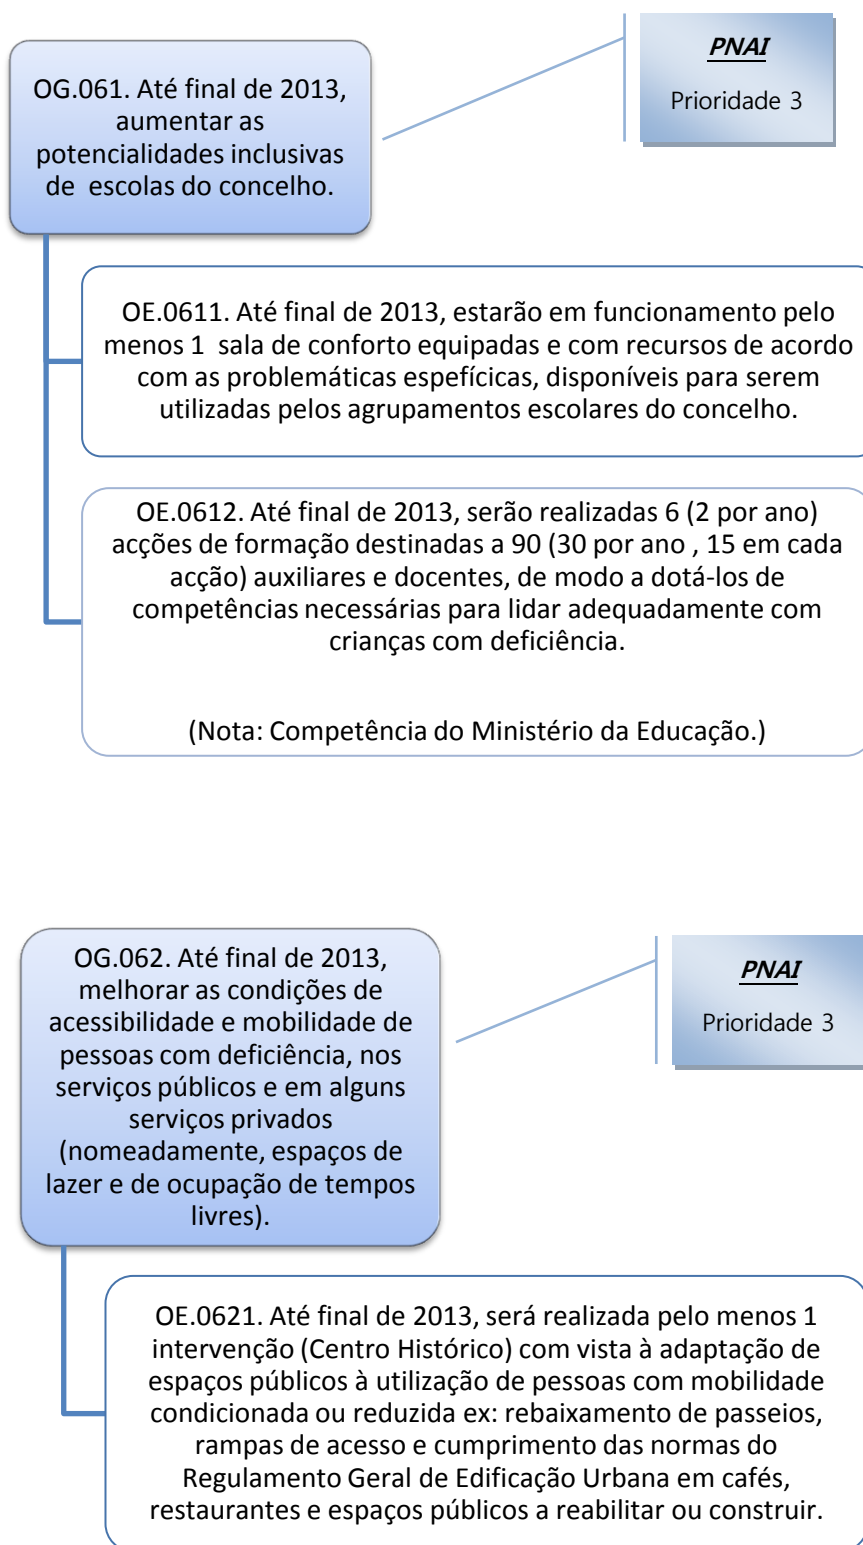 PNAI
Prioridade 3
OG.061. Até final de 2013,
aumentar as
potencialidades inclusivas
de escolas do concelho.
OE.0611. Até final de 2013, estarão em funcionamento pelo
menos 1 sala de conforto equipadas e com recursos de acordo
com as problemáticas espefícicas, disponíveis para serem
utilizadas pelos agrupamentos escolares do concelho.
OE.0612. Até final de 2013, serão realizadas 6 (2 por ano)
acções de formação destinadas a 90 (30 por ano , 15 em cada
acção) auxiliares e docentes, de modo a dotá-los de
competências necessárias para lidar adequadamente com
crianças com deficiência.
(Nota: Competência do Ministério da Educação.)
OG.062. Até final de 2013,
melhorar as condições de
acessibilidade e mobilidade de
pessoas com deficiência, nos
serviços públicos e em alguns
serviços privados
(nomeadamente, espaços de
lazer e de ocupação de tempos
livres).
PNAI
Prioridade 3
OE.0621. Até final de 2013, será realizada pelo menos 1
intervenção (Centro Histórico) com vista à adaptação de
espaços públicos à utilização de pessoas com mobilidade
condicionada ou reduzida ex: rebaixamento de passeios,
rampas de acesso e cumprimento das normas do
Regulamento Geral de Edificação Urbana em cafés,
restaurantes e espaços públicos a reabilitar ou construir.